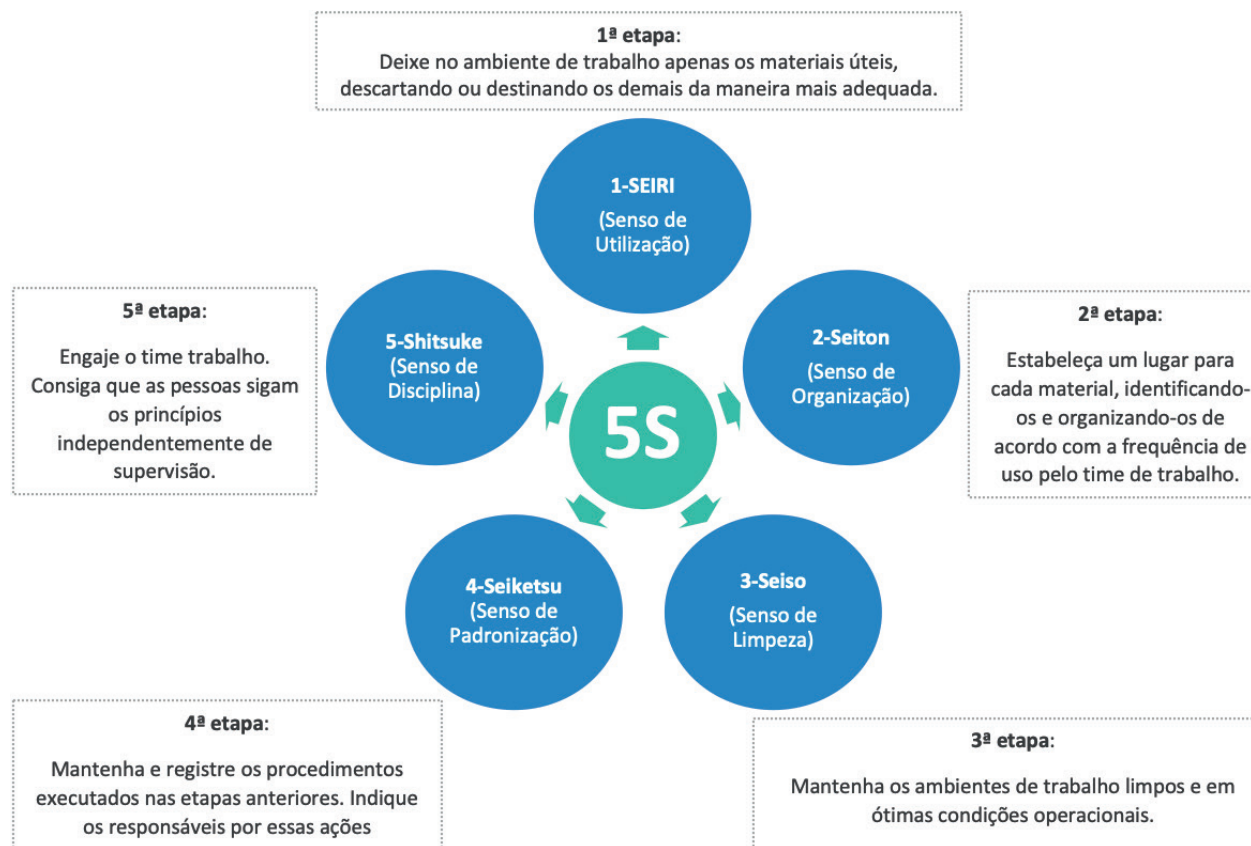 1ª etapa:
Deixe no ambiente de trabalho apenas os materiais úteis,
descartando ou destinando os demais da maneira mais adequada.
1-SEIRI
(Senso de
Utilização)
2-Seiton
(Senso de
Organização)
2ª etapa:
Estabeleça um lugar para
cada material, identificando-
os e organizando-os de
acordo com a frequência de
uso pelo time de trabalho.
5ª etapa:
Engaje o time trabalho.
Consiga que as pessoas sigam
os princípios
independentemente de
supervisão.
5-Shitsuke
(Senso de
Disciplina)
5S
4-Seiketsu
(Senso de
Padronização)
3-Seiso
(Senso de
Limpeza)
4ª etapa:
Mantenha e registre os procedimentos
executados nas etapas anteriores. Indique
os responsáveis por essas ações
3ª etapa:
Mantenha os ambientes de trabalho limpos e em
ótimas condições operacionais.